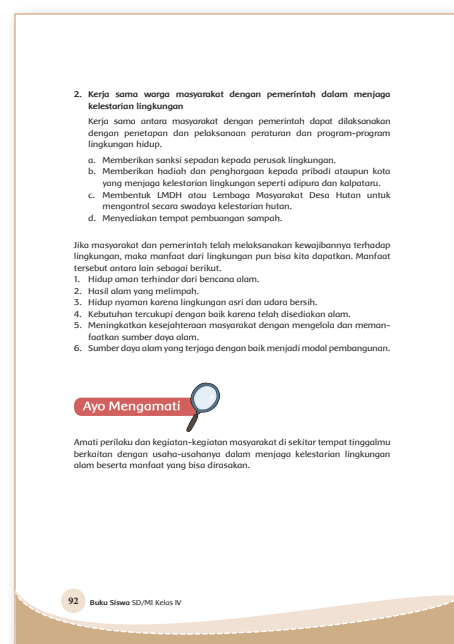 2. Kerja sama warga masyarakat dengan pemerintah dalam menjaga
kelestarian lingkungan
Kerja sama antara masyarakat dengan pemerintah dapat dilaksanakan
dengan penetapan dan pelaksanaan peraturan dan program-program
lingkungan hidup.
a. Memberikan sanksi sepadan kepada perusak lingkungan.
b. Memberikan hadiah dan penghargaan kepada pribadi ataupun kota
yang menjaga kelestarian lingkungan seperti adipura dan kalpataru.
c. Membentuk LMDH atau Lembaga Masyarakat Desa Hutan untuk
mengontrol secara swadaya kelestarian hutan.
d. Menyediakan tempat pembuangan sampah.
Jika masyarakat dan pemerintah telah melaksanakan kewajibannya terhadap
lingkungan, maka manfaat dari lingkungan pun bisa kita dapatkan. Manfaat
tersebut antara lain sebagai berikut.
1. Hidup aman terhindar dari bencana alam.
2. Hasil alam yang melimpah.
3. Hidup nyaman karena lingkungan asri dan udara bersih.
4. Kebutuhan tercukupi dengan baik karena telah disediakan alam.
5. Meningkatkan kesejahteraan masyarakat dengan mengelola dan meman-
faatkan sumber daya alam.
6. Sumber daya alam yang terjaga dengan baik menjadi modal pembangunan.
Ayo Mengamati
Amati perilaku dan kegiatan-kegiatan masyarakat di sekitar tempat tinggalmu
berkaitan dengan usaha-usahanya dalam menjaga kelestarian lingkungan
alam beserta manfaat yang bisa dirasakan.
92 Buku Siswa SD/MI Kelas IV